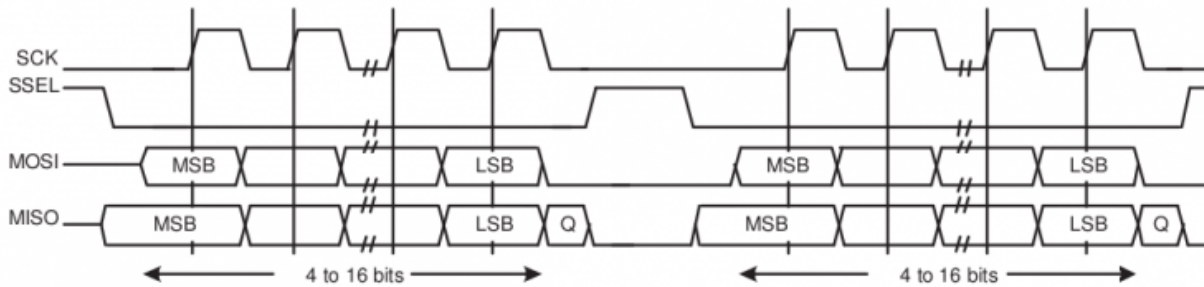 SCK
SSEL
MOSI MSB LSB MSB LSB
MISO MSB LSB Q MSB LSB Q
4 to 16 bits 4 to 16 bits